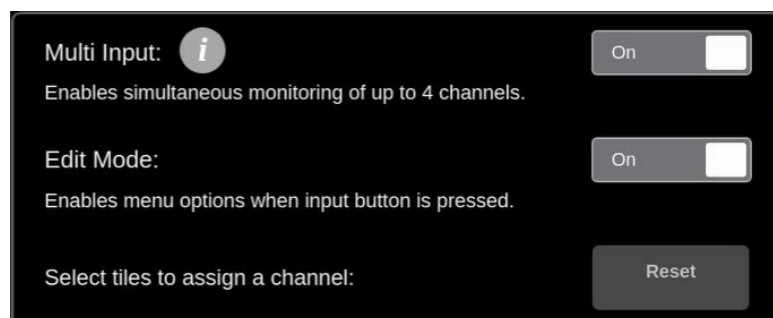 Multi Input: i On
Enables simultaneous monitoring of up to 4 channels.
Edit Mode: On
Enables menu options when input button is pressed.
Select tiles to assign a channel: Reset